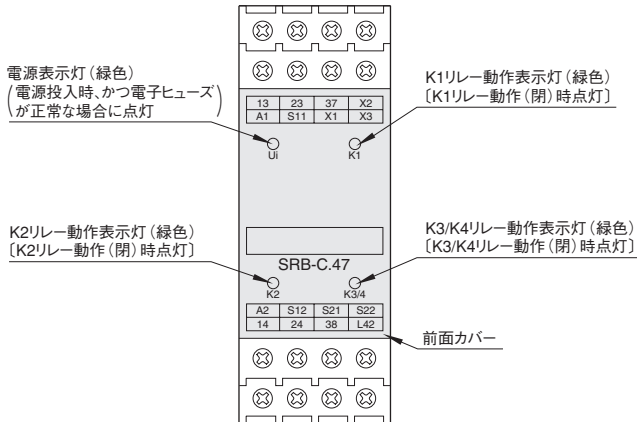 電源表示灯（緑色）
（電源投入時、かつ電子ヒューズ
が正常な場合に点灯）
K1リレー動作表示灯（緑色）
〔K1リレー動作（閉）時点灯〕
13 23 37 X2
A1 S11 X1 X3
Ui K1
K2リレー動作表示灯（緑色）
〔K2リレー動作（閉）時点灯〕
K3/K4リレー動作表示灯（緑色）
〔K3/K4リレー動作（閉）時点灯〕
SRB-C.47
K2 K3/4
A2 S12 S21 S22
14 24 38 L42
前面カバー